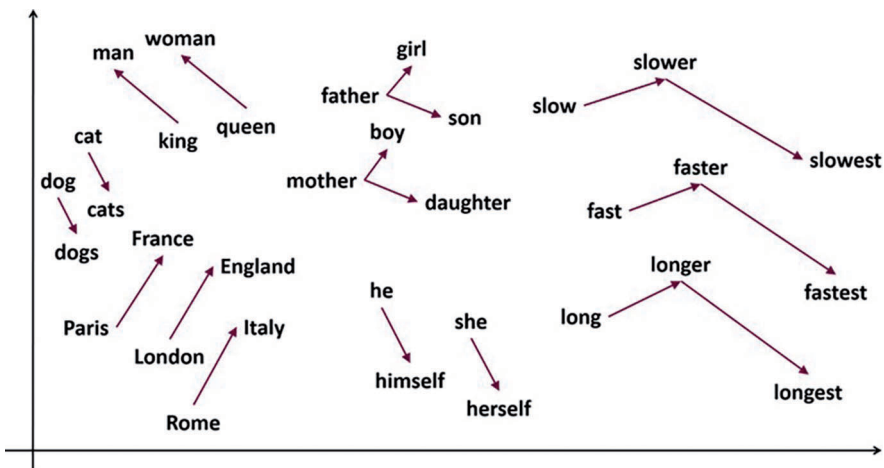 man
woman
king
queen
cat
cats
dog
dogs
France
England
Paris
London
Italy
Rome
girl
father
son
boy
mother
daughter
he
himself
she
herself
slower
slow
slowest
faster
fast
fastest
longer
long
longest